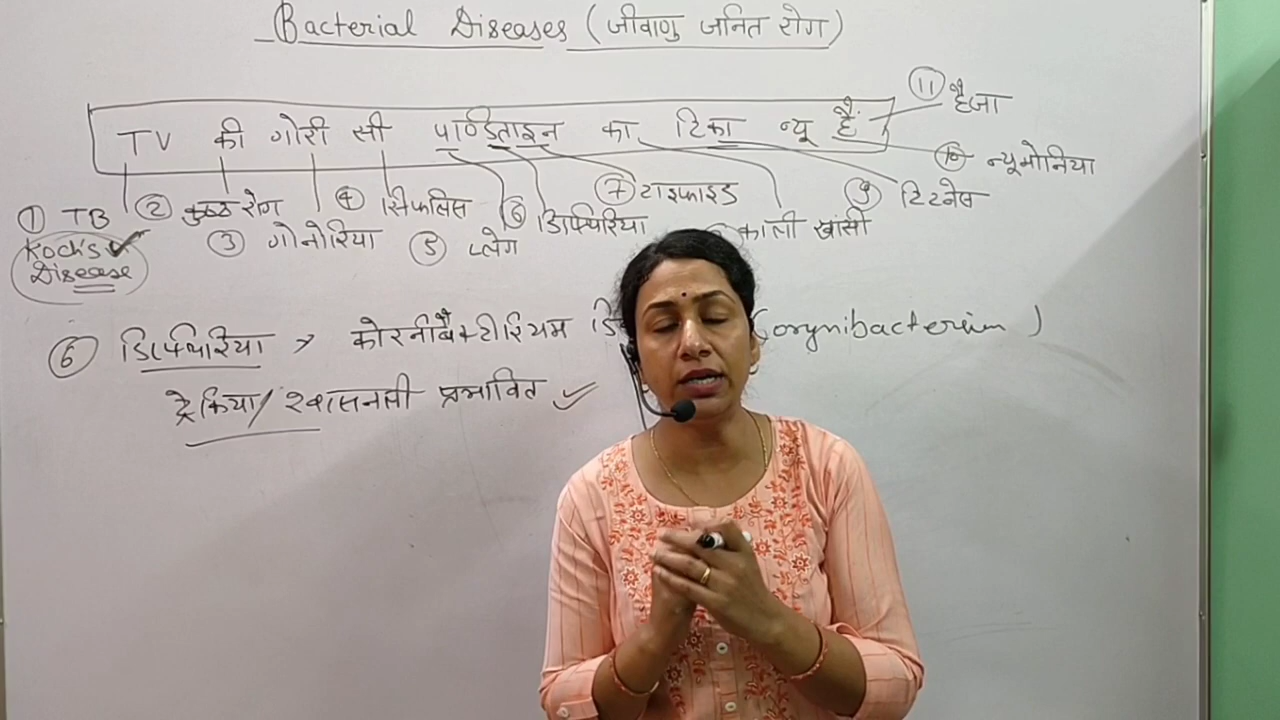 Bacterial Diseases (जीवाणु जनित रोग)
TV की गोरी सी पाण्डिताइन का टिका न्यू हैं
⑪ हैजा
⑩ न्यूमोनिया
① TB ② कुष्ठ रोग ④ सिफलिस ⑥ डिफ्थिरिया ⑦ टाइफाइड ⑨ टिटनेस
Koch's Disease ③ गोनोरिया ⑤ प्लेग काली खांसी
⑥ डिर्फ्थारिया → कोरनीबैक्टीरियम डि Corynibacterium )
ट्रेकिया/श्वासनली प्रभावित ✓